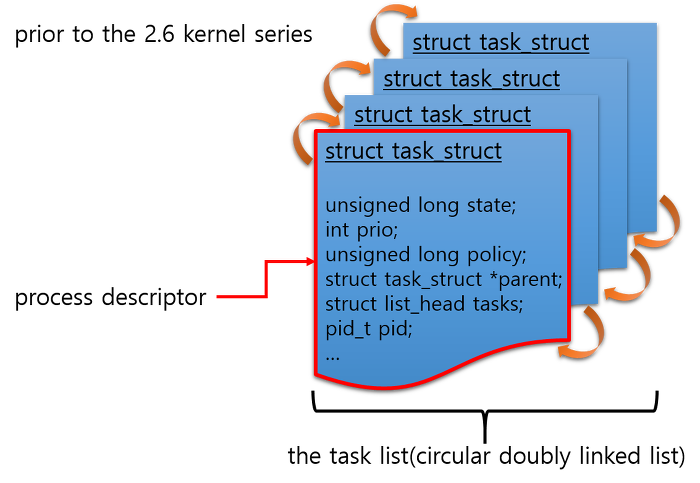 prior to the 2.6 kernel series
struct task_struct
struct task_struct
struct task_struct
struct task_struct
unsigned long state;
int prio;
unsigned long policy;
struct task_struct *parent;
struct list_head tasks;
pid_t pid;
...
process descriptor
the task list(circular doubly linked list)